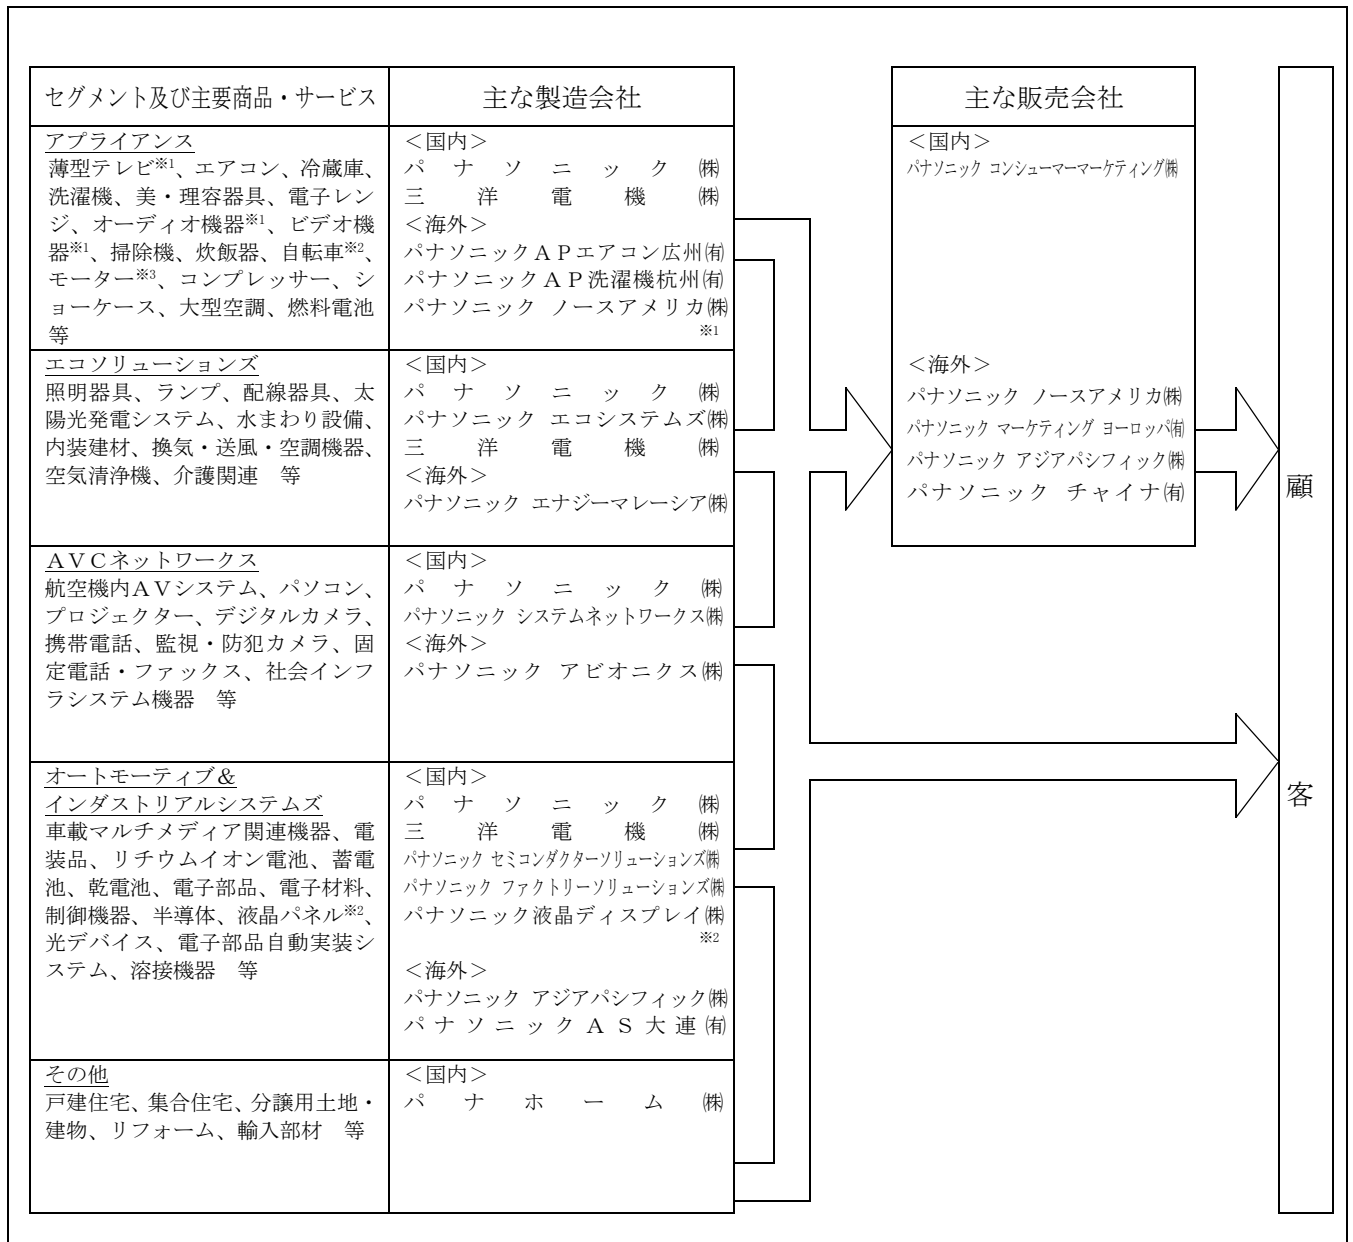 セグメント及び主要商品・サービス
主な製造会社
アプライアンス
薄型テレビ※1、エアコン、冷蔵庫、
洗濯機、美・理容器具、電子レン
ジ、オーディオ機器※1、ビデオ機
器※1、掃除機、炊飯器、自転車※2、
モーター※3、コンプレッサー、シ
ョーケース、大型空調、燃料電池
等
＜国内＞
パナソニック㈱
三洋電機㈱
＜海外＞
パナソニックＡＰエアコン広州㈲
パナソニックＡＰ洗濯機杭州㈲
パナソニック ノースアメリカ㈱
※1
エコソリューションズ
照明器具、ランプ、配線器具、太
陽光発電システム、水まわり設備、
内装建材、換気・送風・空調機器、
空気清浄機、介護関連　等
＜国内＞
パナソニック㈱
パナソニック エコシステムズ㈱
三洋電機㈱
＜海外＞
パナソニック エナジーマレーシア㈱
ＡＶＣネットワークス
航空機内ＡＶシステム、パソコン、
プロジェクター、デジタルカメラ、
携帯電話、監視・防犯カメラ、固
定電話・ファックス、社会インフ
ラシステム機器　等
＜国内＞
パナソニック㈱
パナソニック システムネットワークス㈱
＜海外＞
パナソニック アビオニクス㈱
オートモーティブ＆
インダストリアルシステムズ
車載マルチメディア関連機器、電
装品、リチウムイオン電池、蓄電
池、乾電池、電子部品、電子材料、
制御機器、半導体、液晶パネル※2、
光デバイス、電子部品自動実装シ
ステム、溶接機器　等
＜国内＞
パナソニック㈱
三洋電機㈱
パナソニック セミコンダクターソリューションズ㈱
パナソニック ファクトリーソリューションズ㈱
パナソニック液晶ディスプレイ㈱
※2
＜海外＞
パナソニック アジアパシフィック㈱
パナソニックＡＳ大連㈲
その他
戸建住宅、集合住宅、分譲用土地・
建物、リフォーム、輸入部材　等
＜国内＞
パナホーム㈱
主な販売会社
＜国内＞
パナソニック コンシューマーマーケティング㈱
＜海外＞
パナソニック ノースアメリカ㈱
パナソニック マーケティング ヨーロッパ㈲
パナソニック アジアパシフィック㈱
パナソニック チャイナ㈲
顧
客